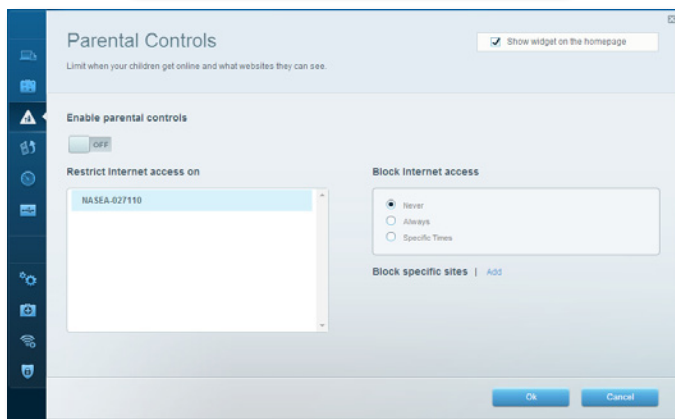 Parental Controls
Show widget on the homepage
Limit when your children get online and what websites they can see.
Enable parental controls
OFF
Restrict Internet access on
Block Internet access
NASEA-027110
Never
Always
Specific Times
Block specific sites | Add
Ok
Cancel